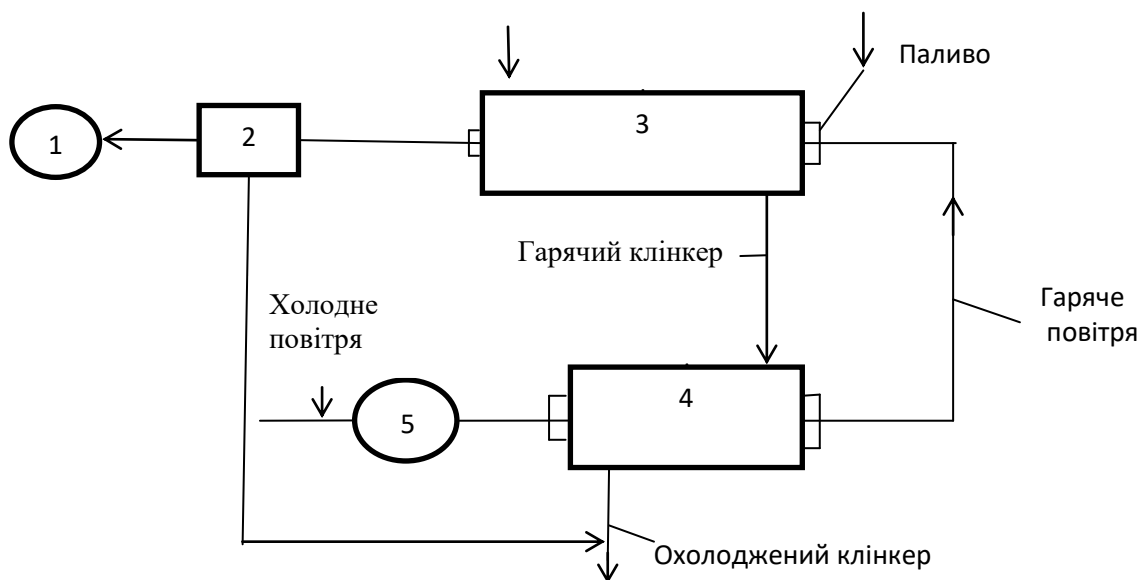 Паливо
3
2
1
Гарячий клінкер
Холодне
повітря
Гаряче
повітря
4
5
Охолоджений клінкер